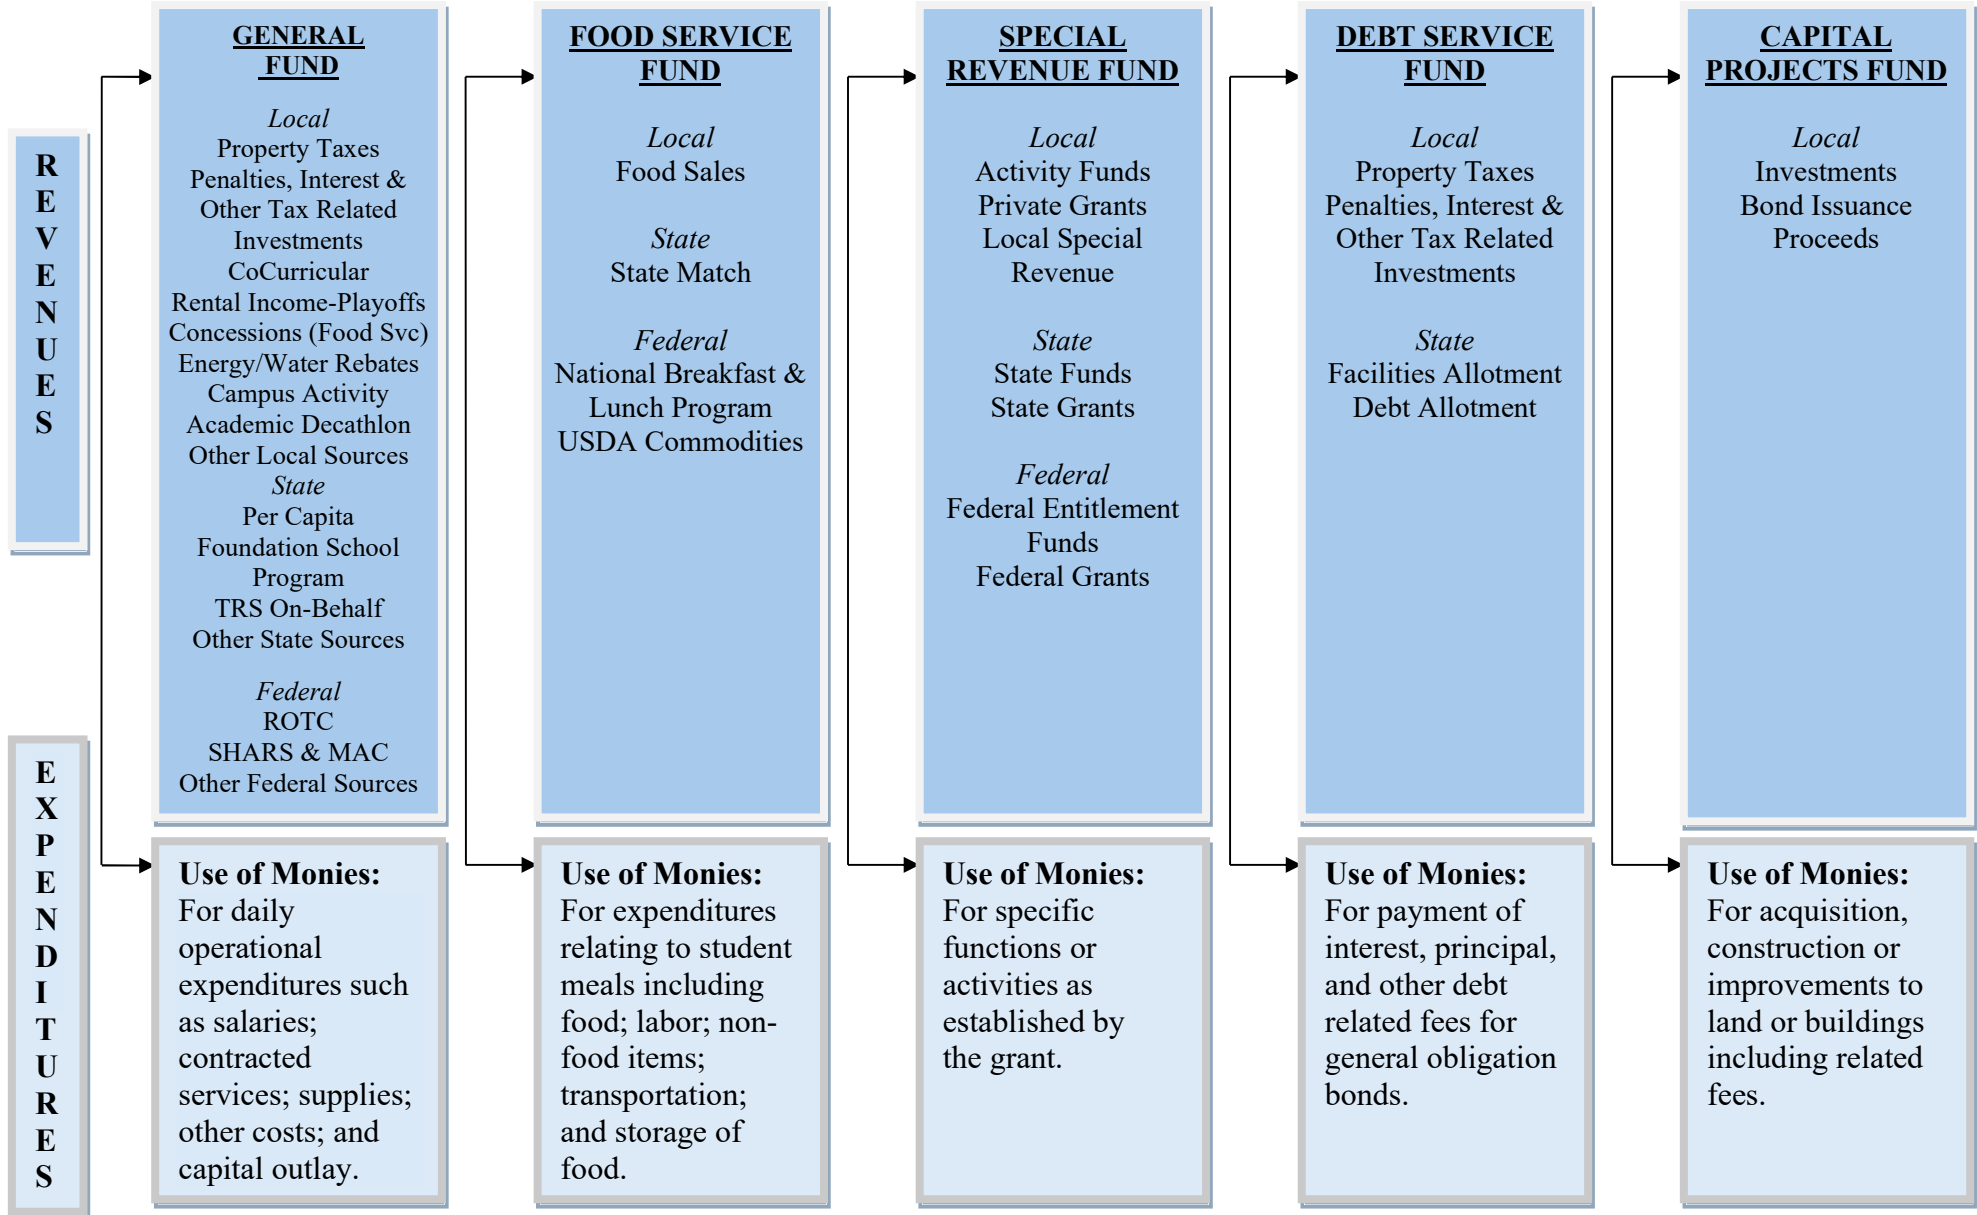 REVENUES
GENERAL
FUND
Local
Property Taxes
Penalties, Interest &
Other Tax Related
Investments
CoCurricular
Rental Income-Playoffs
Concessions (Food Svc)
Energy/Water Rebates
Campus Activity
Academic Decathlon
Other Local Sources
State
Per Capita
Foundation School
Program
TRS On-Behalf
Other State Sources
Federal
ROTC
SHARS & MAC
Other Federal Sources
FOOD SERVICE
FUND
Local
Food Sales
State
State Match
Federal
National Breakfast &
Lunch Program
USDA Commodities
SPECIAL
REVENUE FUND
Local
Activity Funds
Private Grants
Local Special
Revenue
State
State Funds
State Grants
Federal
Federal Entitlement
Funds
Federal Grants
DEBT SERVICE
FUND
Local
Property Taxes
Penalties, Interest &
Other Tax Related
Investments
State
Facilities Allotment
Debt Allotment
CAPITAL
PROJECTS FUND
Local
Investments
Bond Issuance
Proceeds
EXPENDITURES
Use of Monies:
For daily
operational
expenditures such
as salaries;
contracted
services; supplies;
other costs; and
capital outlay.
Use of Monies:
For expenditures
relating to student
meals including
food; labor; non-
food items;
transportation;
and storage of
food.
Use of Monies:
For specific
functions or
activities as
established by
the grant.
Use of Monies:
For payment of
interest, principal,
and other debt
related fees for
general obligation
bonds.
Use of Monies:
For acquisition,
construction or
improvements to
land or buildings
including related
fees.